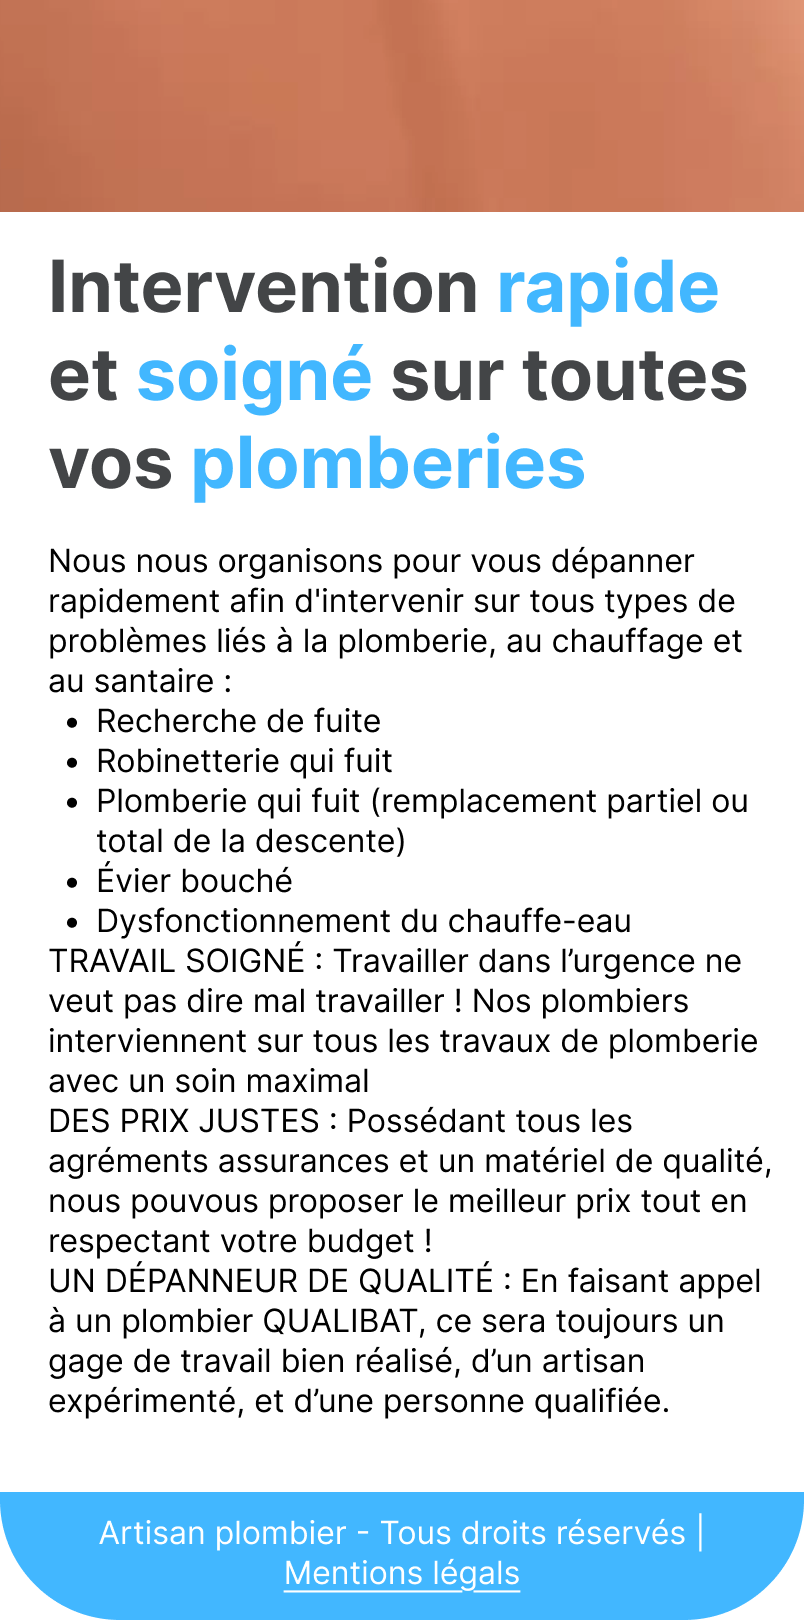 Intervention rapide
et soigné sur toutes
vos plomberies
Nous nous organisons pour vous dépanner
rapidement afin d'intervenir sur tous types de
problèmes liés à la plomberie, au chauffage et
au santaire :
• Recherche de fuite
• Robinetterie qui fuit
• Plomberie qui fuit (remplacement partiel ou
total de la descente)
• Évier bouché
• Dysfonctionnement du chauffe-eau
TRAVAIL SOIGNÉ : Travailler dans l’urgence ne
veut pas dire mal travailler ! Nos plombiers
interviennent sur tous les travaux de plomberie
avec un soin maximal
DES PRIX JUSTES : Possédant tous les
agréments assurances et un matériel de qualité,
nous pouvous proposer le meilleur prix tout en
respectant votre budget !
UN DÉPANNEUR DE QUALITÉ : En faisant appel
à un plombier QUALIBAT, ce sera toujours un
gage de travail bien réalisé, d’un artisan
expérimenté, et d’une personne qualifiée.
Artisan plombier - Tous droits réservés |
Mentions légals